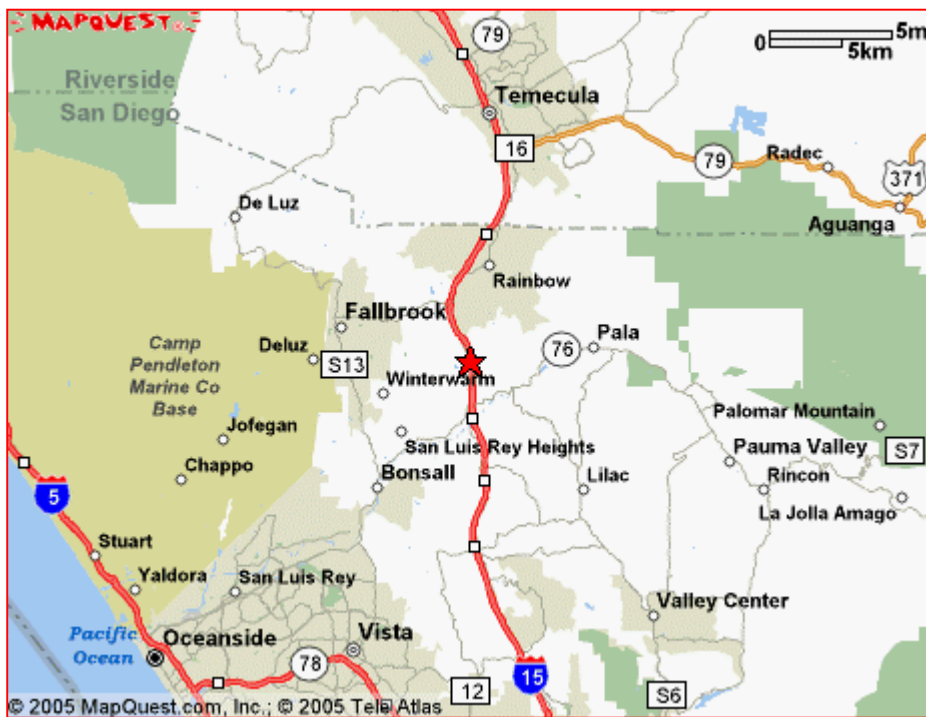 MAPQUEST®
79
0 5m
5km
Riverside
San Diego
Temecula
16
79
Radec
371
De Luz
Aguanga
Rainbow
Fallbrook
Camp
Pendleton
Marine Co
Base
Deluz
S13
76
Pala
Winterwarm
Palomar Mountain
Jofegan
San Luis Rey Heights
Pauma Valley
S7
Chappo
Bonsall
Lilac
Rincon
5
La Jolla Amago
Stuart
Yaldora
San Luis Rey
Valley Center
Pacific
Ocean
Oceanside
Vista
78
15
12
S6
© 2005 MapQuest.com, Inc.; © 2005 Tele Atlas